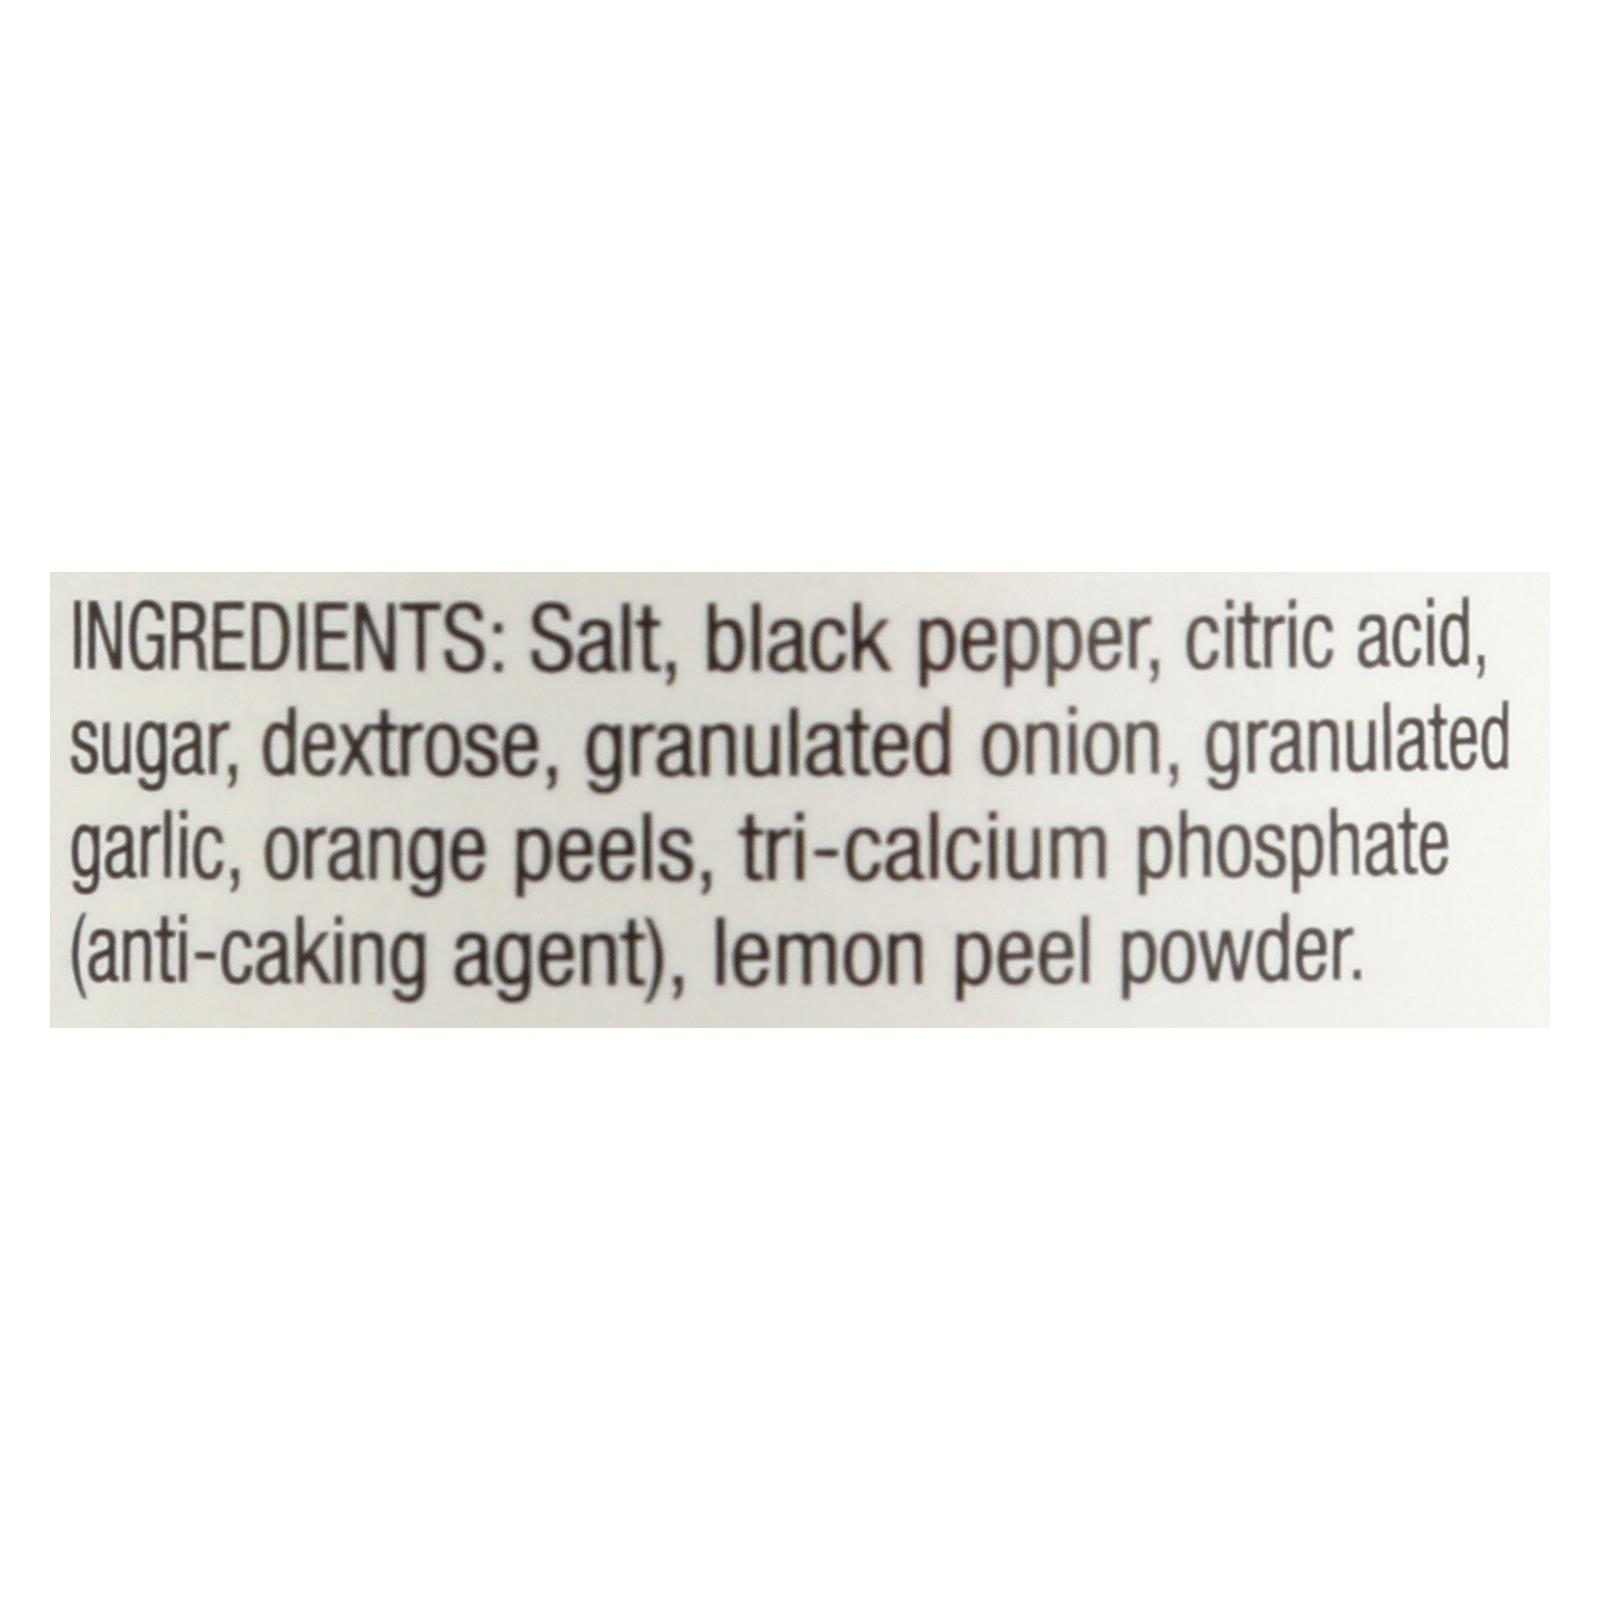 INGREDIENTS: Salt, black pepper, citric acid,
sugar, dextrose, granulated onion, granulated
garlic, orange peels, tri-calcium phosphate
(anti-caking agent), lemon peel powder.